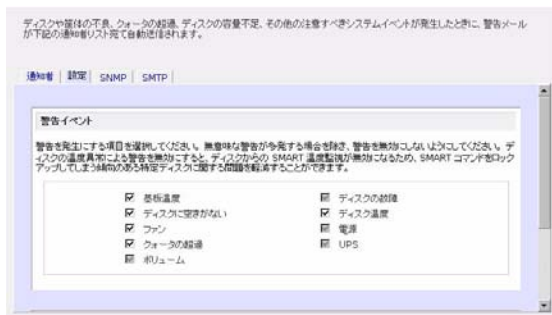 ディスクや筐体の不良、クォータの超過、ディスクの容量不足、その他の注意すべきシステムイベントが発生したときに、警告メール
が下記の通知者リスト宛て自動送信されます。
通知者 設定 SNMP SMTP
警告イベント
警告を発生にする項目を選択してください。無意味な警告が多発する場合を除き、警告を無効にしないようにしてください。デ
ィスクの温度異常による警告を無効にすると、ディスクからの SMART 温度監視が無効になるため、SMART コマンドをロック
アップしてしまう傾向のある特定ディスクに関する問題を軽減することができます。
基板温度 ディスクの故障
ディスクに空きがない ディスク温度
ファン 電源
クォータの超過 UPS
ボリューム